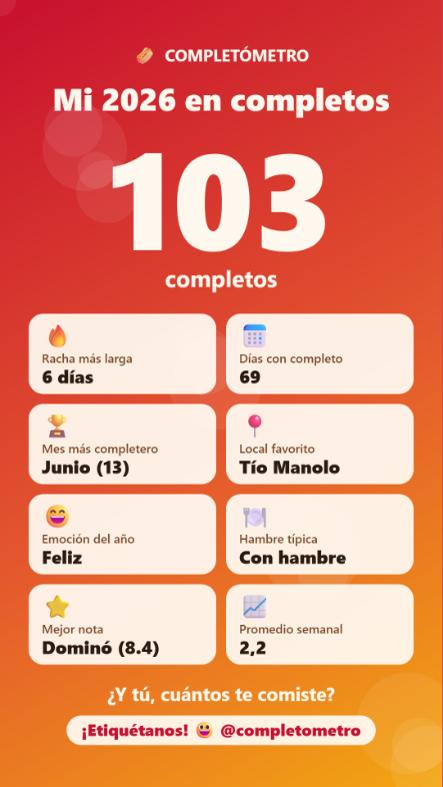 COMPLETÓMETRO
Mi 2026 en completos
103
completos
Racha más larga
6 días
Días con completo
69
Mes más completero
Junio (13)
Local favorito
Tío Manolo
Emoción del año
Feliz
Hambre típica
Con hambre
Mejor nota
Dominó (8.4)
Promedio semanal
2,2
¿Y tú, cuántos te comiste?
¡Etiquétanos! 😃 @completometro